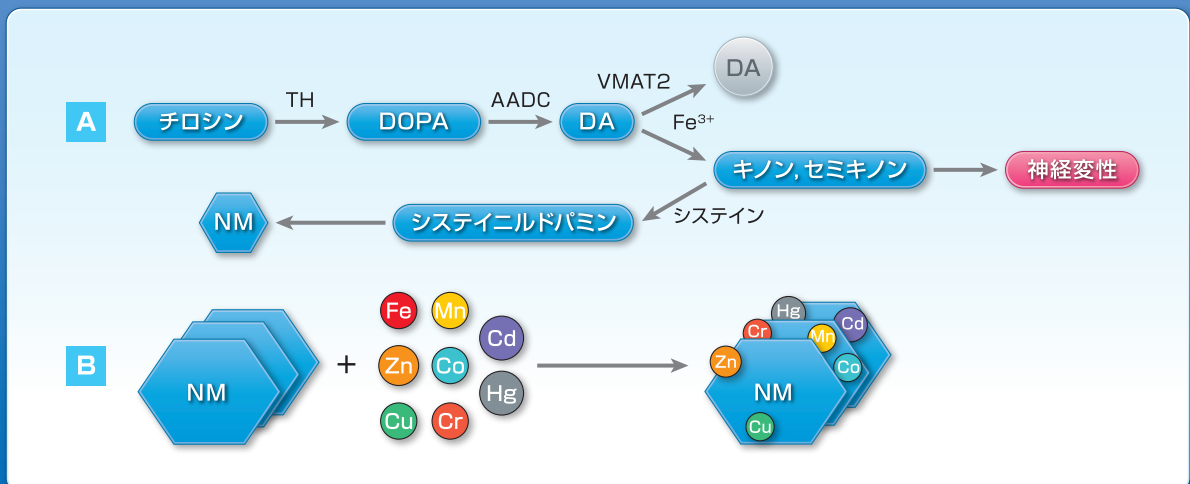 A
チロシン
TH
DOPA
AADC
DA
VMAT2
DA
Fe³⁺
キノン,セミキノン
神経変性
システイン
システイニルドパミン
NM
B
NM
+
Fe
Mn
Cd
Zn
Co
Hg
Cu
Cr
Hg
Cd
Cr
Mn
Zn
Co
NM
Cu